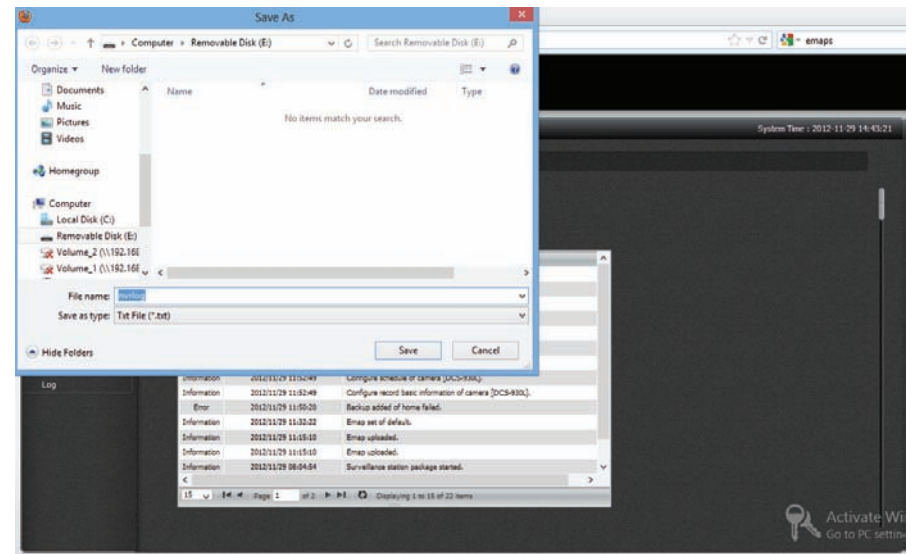 Save As
Computer ▸ Removable Disk (E:)
Search Removable Disk (E:)
emaps
Organize
New folder
Documents
Music
Pictures
Videos
Homegroup
Computer
Local Disk (C:)
Removable Disk (E:)
Volume_2 (\\192.168
Volume_1 (\\192.168
Name
Date modified
Type
No items match your search.
File name:
Save as type: Txt File (*.txt)
Hide Folders
Save
Cancel
System Time : 2012-11-29 14:43:21
Log
Information 2012/11/29 11:52:49 Configure schedule of camera [DCS-930L].
Information 2012/11/29 11:52:49 Configure record basic information of camera [DCS-930L].
Error 2012/11/29 11:50:20 Backup added of home failed.
Information 2012/11/29 11:32:22 Emap set of default.
Information 2012/11/29 11:15:10 Emap uploaded.
Information 2012/11/29 11:15:10 Emap uploaded.
Information 2012/11/29 08:04:54 Surveillance station package started.
15 Page 1 of 2 Displaying 1 to 15 of 22 items
Activate Wi
Go to PC settin